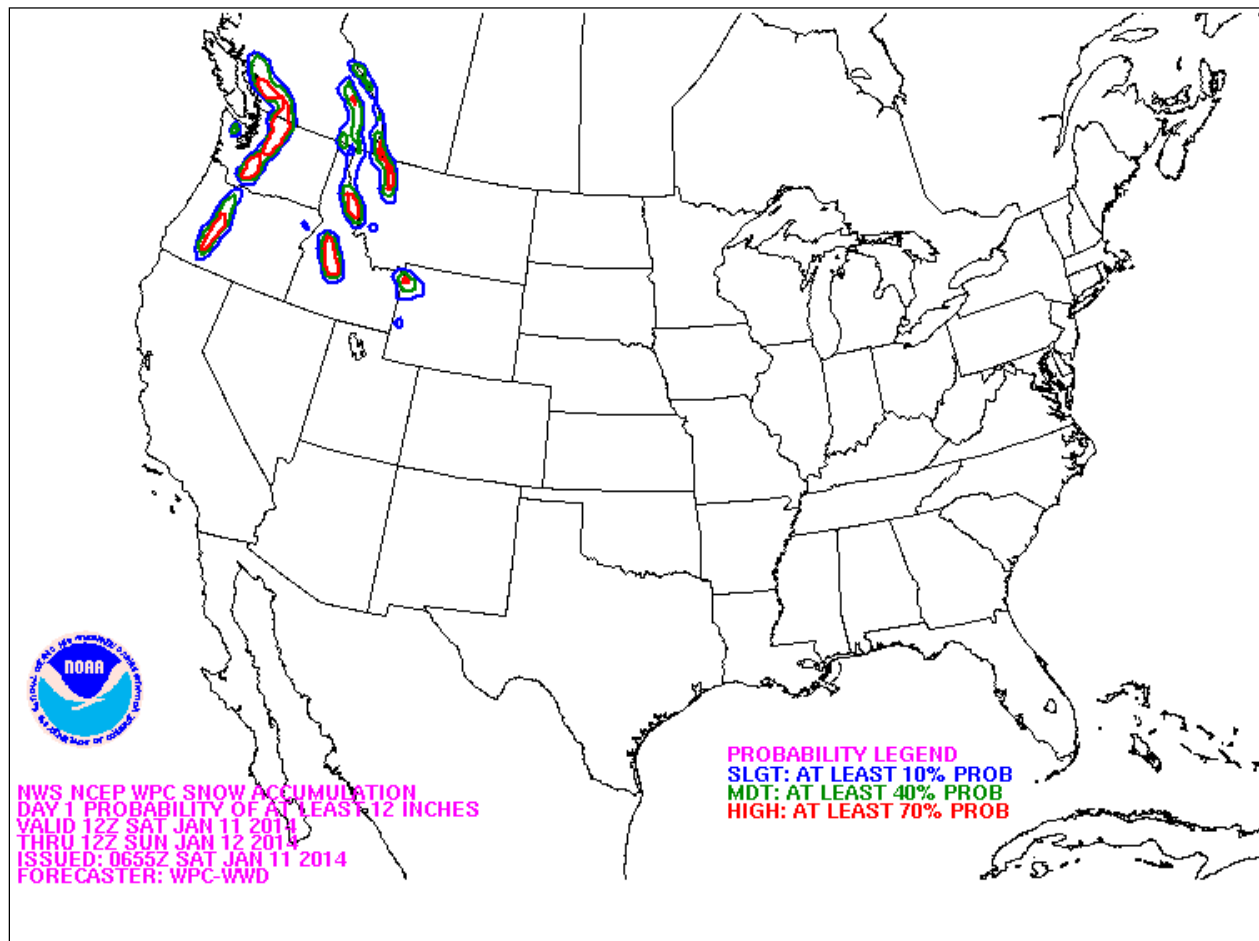 NOAA
PROBABILITY LEGEND
SLGT: AT LEAST 10% PROB
MDT: AT LEAST 40% PROB
HIGH: AT LEAST 70% PROB
NWS NCEP WPC SNOW ACCUMULATION
DAY 1 PROBABILITY OF AT LEAST 12 INCHES
VALID 12Z SAT JAN 11 2014
THRU 12Z SUN JAN 12 2014
ISSUED: 0655Z SAT JAN 11 2014
FORECASTER: WPC-WWD